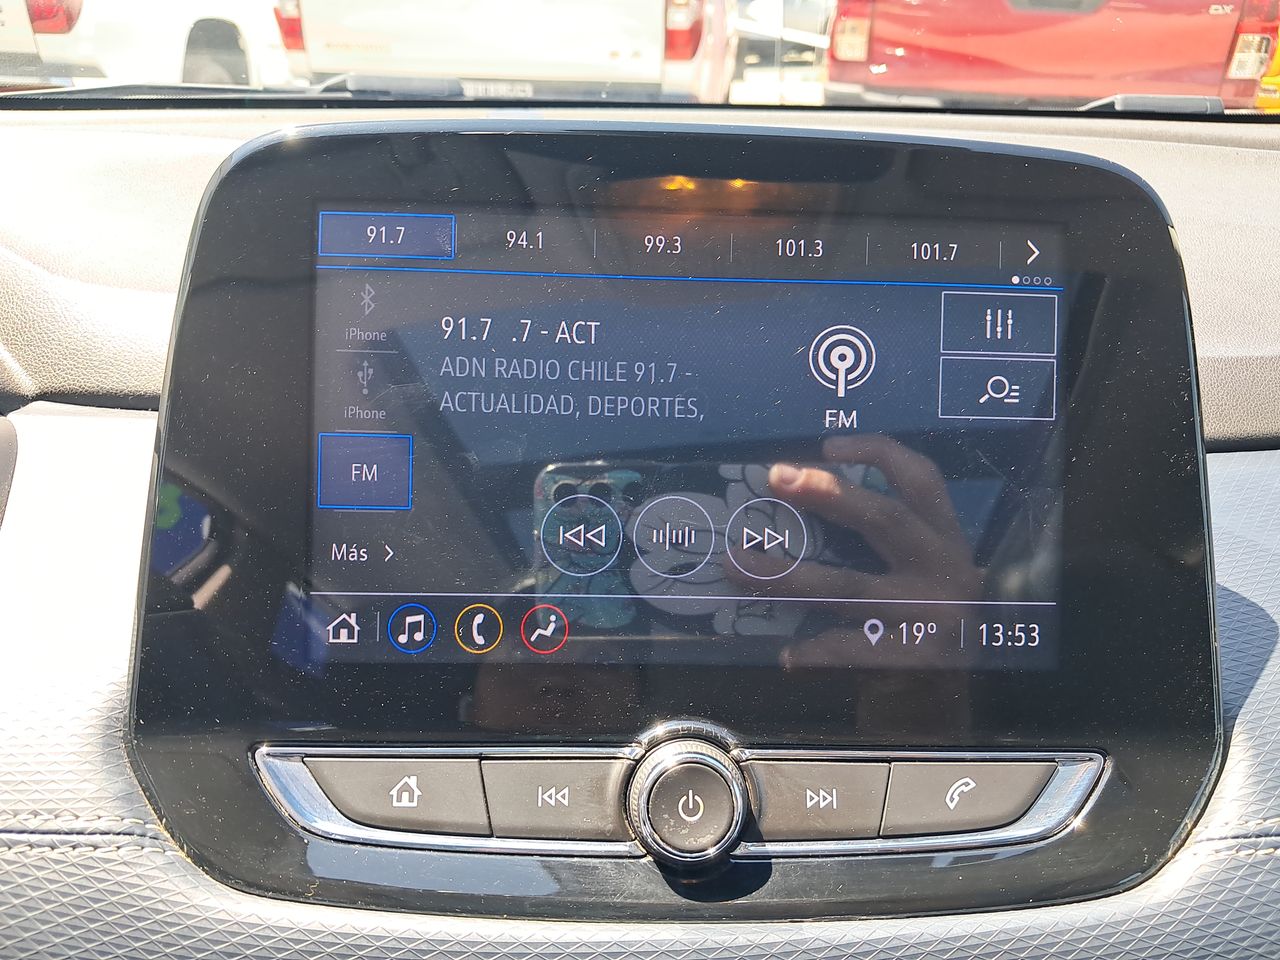 91.7 94.1 99.3 101.3 101.7
iPhone
91.7 .7 - ACT
ADN RADIO CHILE 91.7 -
ACTUALIDAD, DEPORTES,
FM
iPhone
FM
Más >
19º 13:53